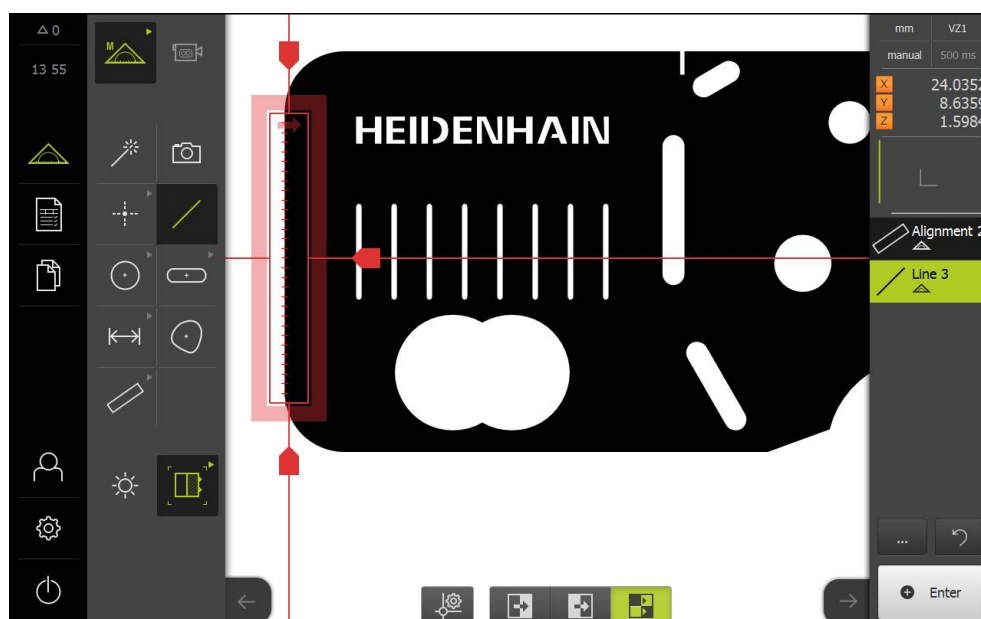 0
13 55
M
HEIDENHAIN
mm
VZ1
manual
500 ms
X 24.0352
Y 8.6359
Z 1.5984
Alignment 2
Line 3
...
Enter